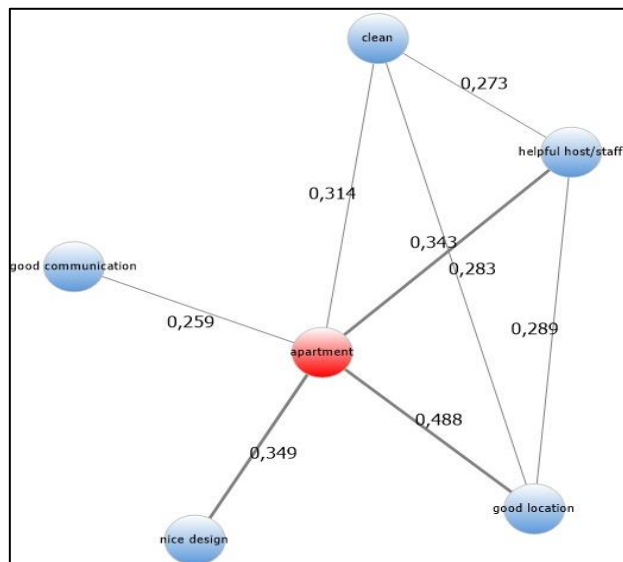 clean
0,273
helpful host/staff
0,314
0,343
0,283
good communication
0,259
0,289
apartment
0,488
0,349
good location
nice design